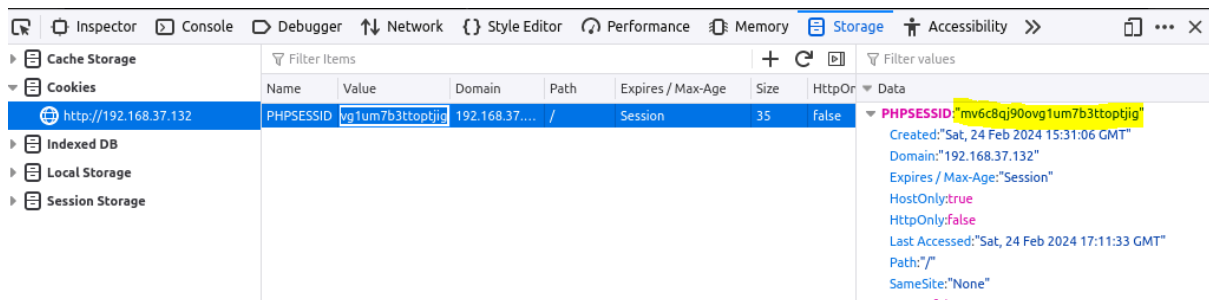 Inspector Console Debugger Network {} Style Editor Performance Memory Storage Accessibility
Cache Storage
Filter Items
Filter values
Cookies
Name Value Domain Path Expires / Max-Age Size HttpOr
Data
http://192.168.37.132
PHPSESSID vg1um7b3ttoptjig 192.168.37.... / Session 35 false
PHPSESSID:"mv6c8qj90ovg1um7b3ttoptjig"
Created:"Sat, 24 Feb 2024 15:31:06 GMT"
Indexed DB
Domain:"192.168.37.132"
Local Storage
Expires / Max-Age:"Session"
Session Storage
HostOnly:true
HttpOnly:false
Last Accessed:"Sat, 24 Feb 2024 17:11:33 GMT"
Path:"/"
SameSite:"None"